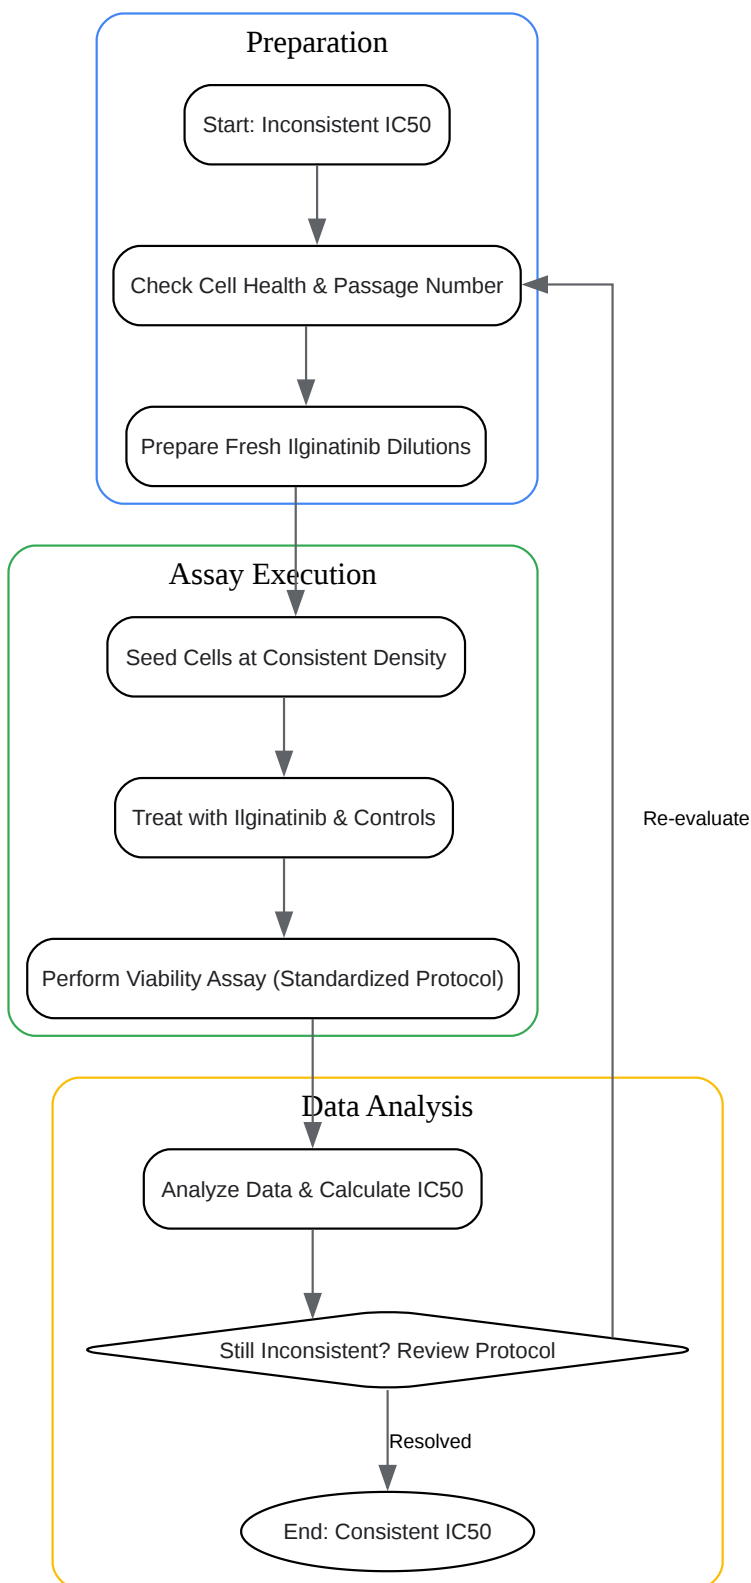 Preparation
Start: Inconsistent IC50
Check Cell Health & Passage Number
Prepare Fresh Ilginatinib Dilutions
Assay Execution
Seed Cells at Consistent Density
Treat with Ilginatinib & Controls
Re-evaluate
Perform Viability Assay (Standardized Protocol)
Data Analysis
Analyze Data & Calculate IC50
Still Inconsistent? Review Protocol
Resolved
End: Consistent IC50